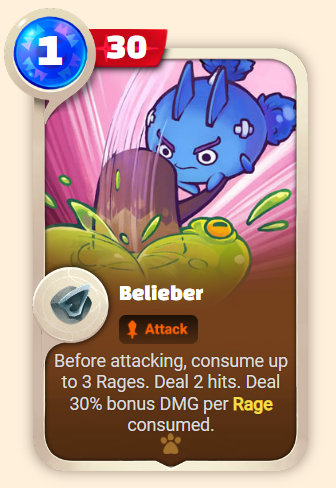 1
30
Belieber
Attack
Before attacking, consume up
to 3 Rages. Deal 2 hits. Deal
30% bonus DMG per Rage
consumed.